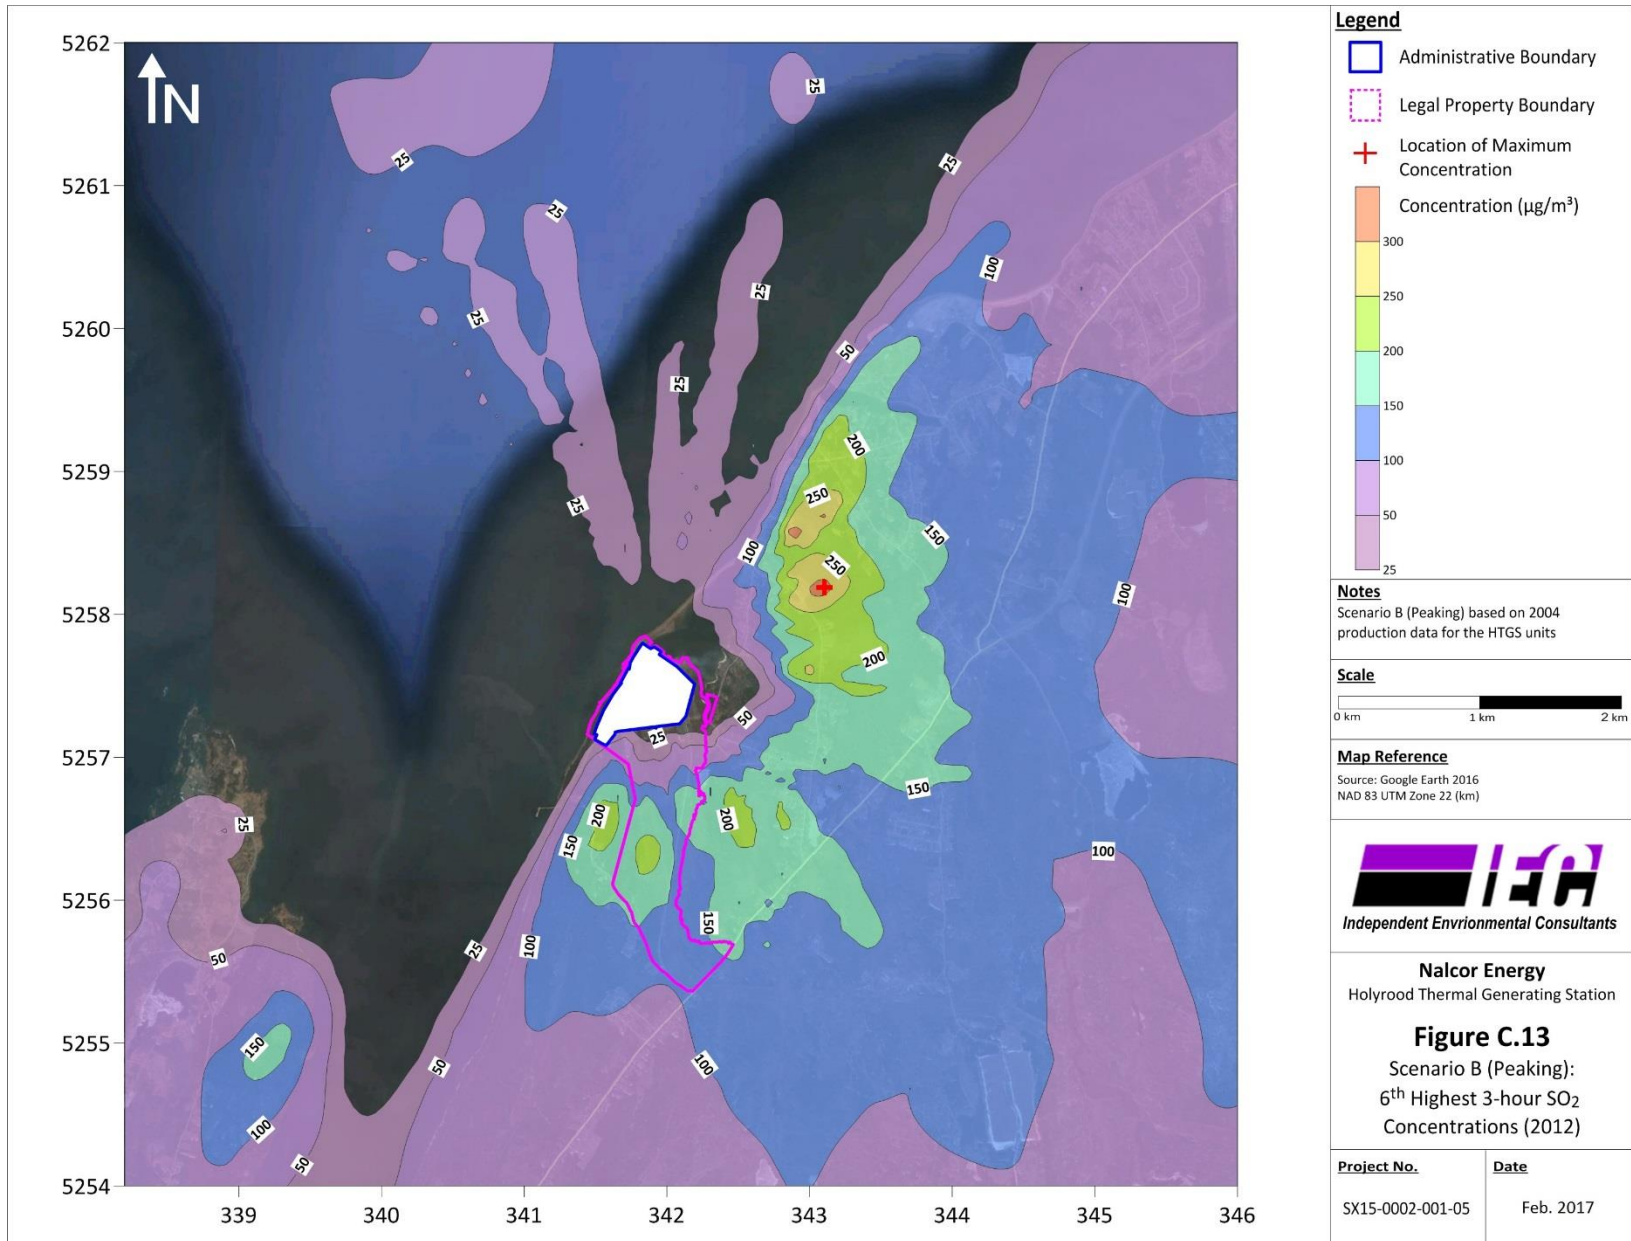 5262
5261
5260
5259
5258
5257
5256
5255
5254
339
340
341
342
343
344
345
346
N
25
25
25
25
25
25
25
25
25
25
25
25
50
50
50
50
50
100
100
100
100
100
100
100
150
150
150
150
150
200
200
200
200
250
250
Legend
Administrative Boundary
Legal Property Boundary
Location of Maximum
Concentration
Concentration (µg/m³)
300
250
200
150
100
50
25
Notes
Scenario B (Peaking) based on 2004
production data for the HTGS units
Scale
0 km 1 km 2 km
Map Reference
Source: Google Earth 2016
NAD 83 UTM Zone 22 (km)
IEC
Independent Envrionmental Consultants
Nalcor Energy
Holyrood Thermal Generating Station
Figure C.13
Scenario B (Peaking):
6th Highest 3-hour SO2
Concentrations (2012)
Project No. Date
SX15-0002-001-05 Feb. 2017